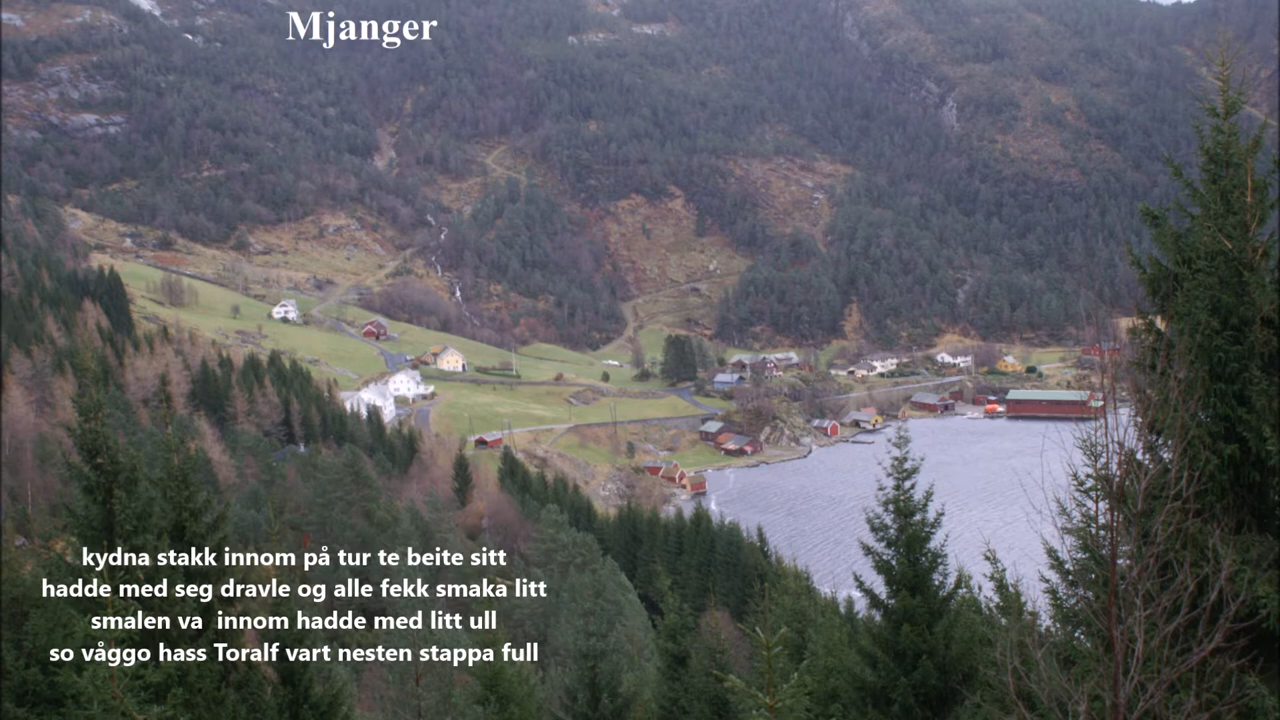 Mjanger
kydna stakk innom på tur te beite sitt
hadde med seg dravle og alle fekk smaka litt
smalen va  innom hadde med litt ull
so våggo hass Toralf vart nesten stappa full